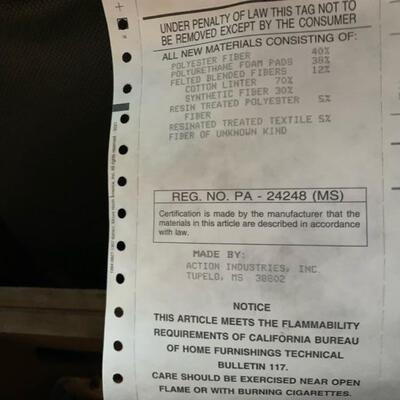 UNDER PENALTY OF LAW THIS TAG NOT TO
BE REMOVED EXCEPT BY THE CONSUMER
ALL NEW MATERIALS CONSISTING OF:
POLYESTER FIBER 40%
POLYURETHANE FOAM PADS 38%
FELTED BLENDED FIBERS 12%
COTTON LINTER 70%
SYNTHETIC FIBER 30%
RESIN TREATED POLYESTER 5%
FIBER
RESINATED TREATED TEXTILE 5%
FIBER OF UNKNOWN KIND
REG. NO. PA - 24248 (MS)
Certification is made by the manufacturer that the
materials in this article are described in accordance
with law.
MADE BY:
ACTION INDUSTRIES, INC.
TUPELO, MS 38802
NOTICE
THIS ARTICLE MEETS THE FLAMMABILITY
REQUIREMENTS OF CALIFORNIA BUREAU
OF HOME FURNISHINGS TECHNICAL
BULLETIN 117.
CARE SHOULD BE EXERCISED NEAR OPEN
FLAME OR WITH BURNING CIGARETTES.